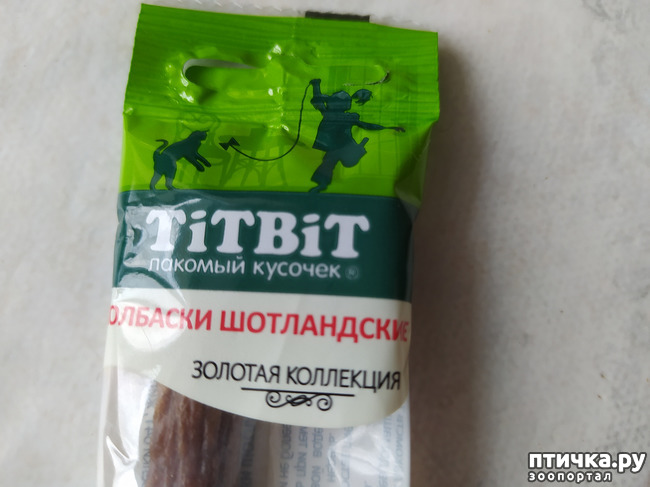 TiTBiT
лакомый кусочек ®
ОЛБАСКИ ШОТЛАНДСКИЕ
ЗОЛОТАЯ КОЛЛЕКЦИЯ
птичка.ру
зоопортал